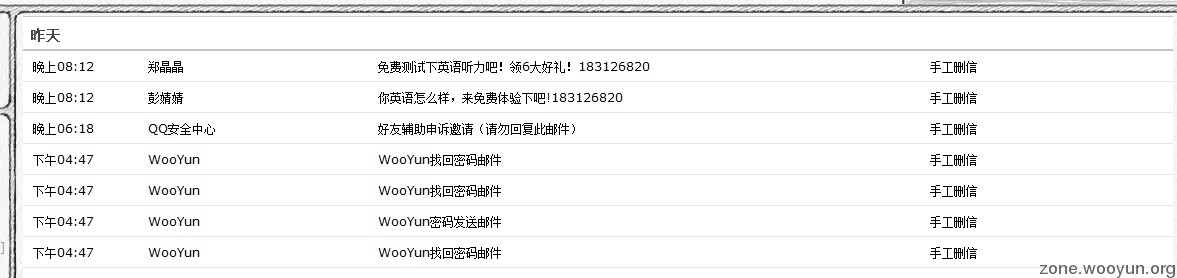 昨天
晚上08:12 郑晶晶 免费测试下英语听力吧！领6大好礼！183126820 手工删信
晚上08:12 彭婧婧 你英语怎么样，来免费体验下吧!183126820 手工删信
晚上06:18 QQ安全中心 好友辅助申诉邀请（请勿回复此邮件） 手工删信
下午04:47 WooYun WooYun找回密码邮件 手工删信
下午04:47 WooYun WooYun找回密码邮件 手工删信
下午04:47 WooYun WooYun密码发送邮件 手工删信
下午04:47 WooYun WooYun找回密码邮件 手工删信
]
zone.wooyun.org